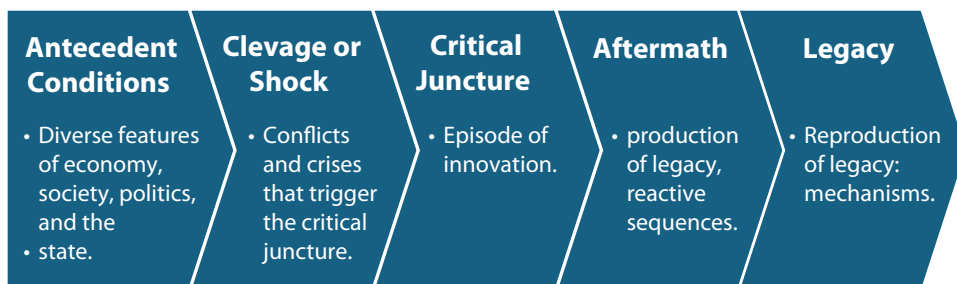 Antecedent
Conditions
• Diverse features
of economy,
society, politics,
and the
• state.
Clevage or
Shock
• Conflicts
and crises
that trigger
the critical
juncture.
Critical
Juncture
• Episode of
innovation.
Aftermath
• production
of legacy,
reactive
sequences.
Legacy
• Reproduction
of legacy:
mechanisms.